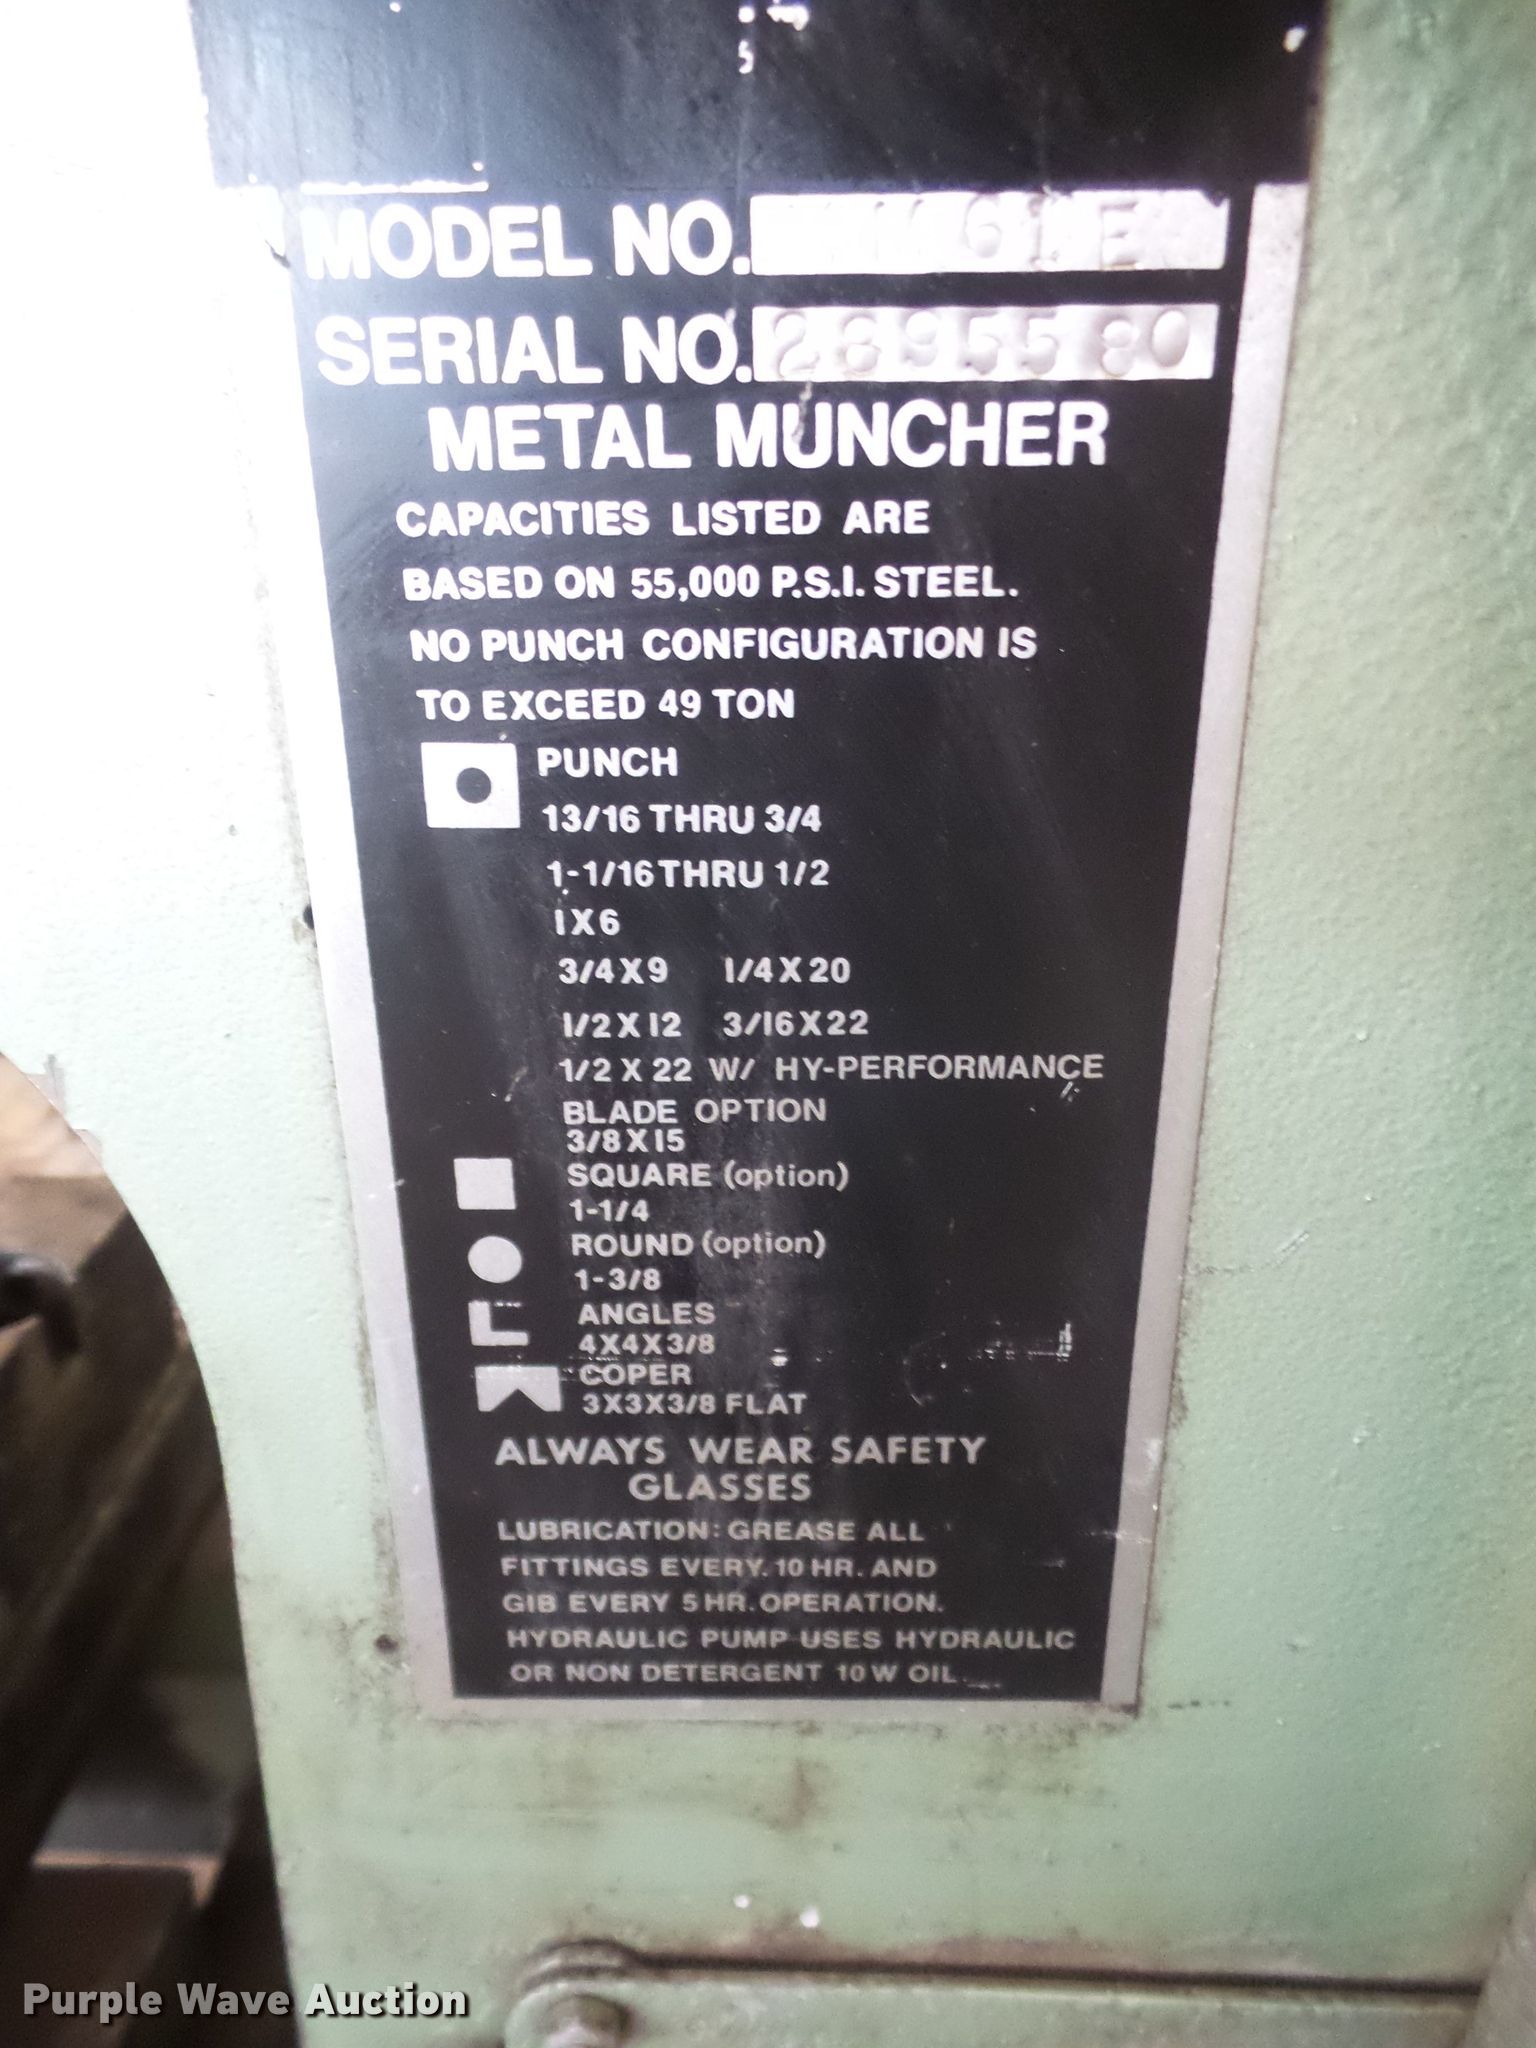 MODEL NO. MM61E
SERIAL NO. 2895580
METAL MUNCHER
CAPACITIES LISTED ARE
BASED ON 55,000 P.S.I. STEEL.
NO PUNCH CONFIGURATION IS
TO EXCEED 49 TON
PUNCH
13/16 THRU 3/4
1-1/16 THRU 1/2
1X6
3/4X9 1/4X20
1/2X12 3/16X22
1/2 X 22 W/ HY-PERFORMANCE
BLADE OPTION
3/8X15
SQUARE (option)
1-1/4
ROUND (option)
1-3/8
ANGLES
4X4X3/8
COPER
3X3X3/8 FLAT
ALWAYS WEAR SAFETY
GLASSES
LUBRICATION: GREASE ALL
FITTINGS EVERY. 10 HR. AND
GIB EVERY 5 HR. OPERATION.
HYDRAULIC PUMP USES HYDRAULIC
OR NON DETERGENT 10 W OIL
Purple Wave Auction